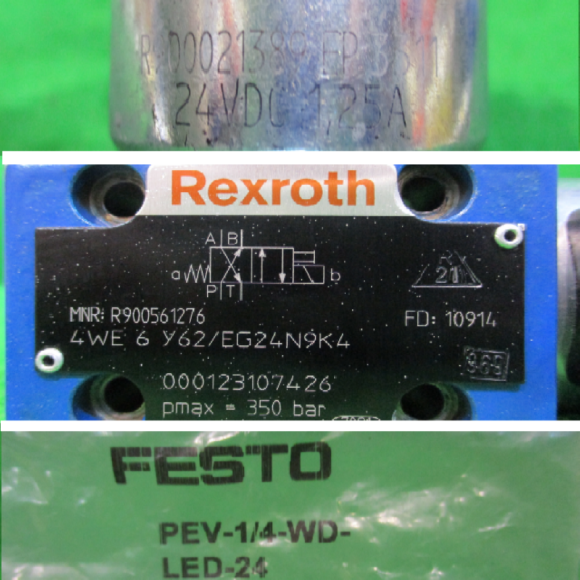 24VDC 1,25A
Rexroth
A B
a b
P T
21
MNR: R900561276
FD: 10914
4WE 6 Y62/EG24N9K4
969
000123107426
pmax = 350 bar
FESTO
PEV-1/4-WD-
LED-24